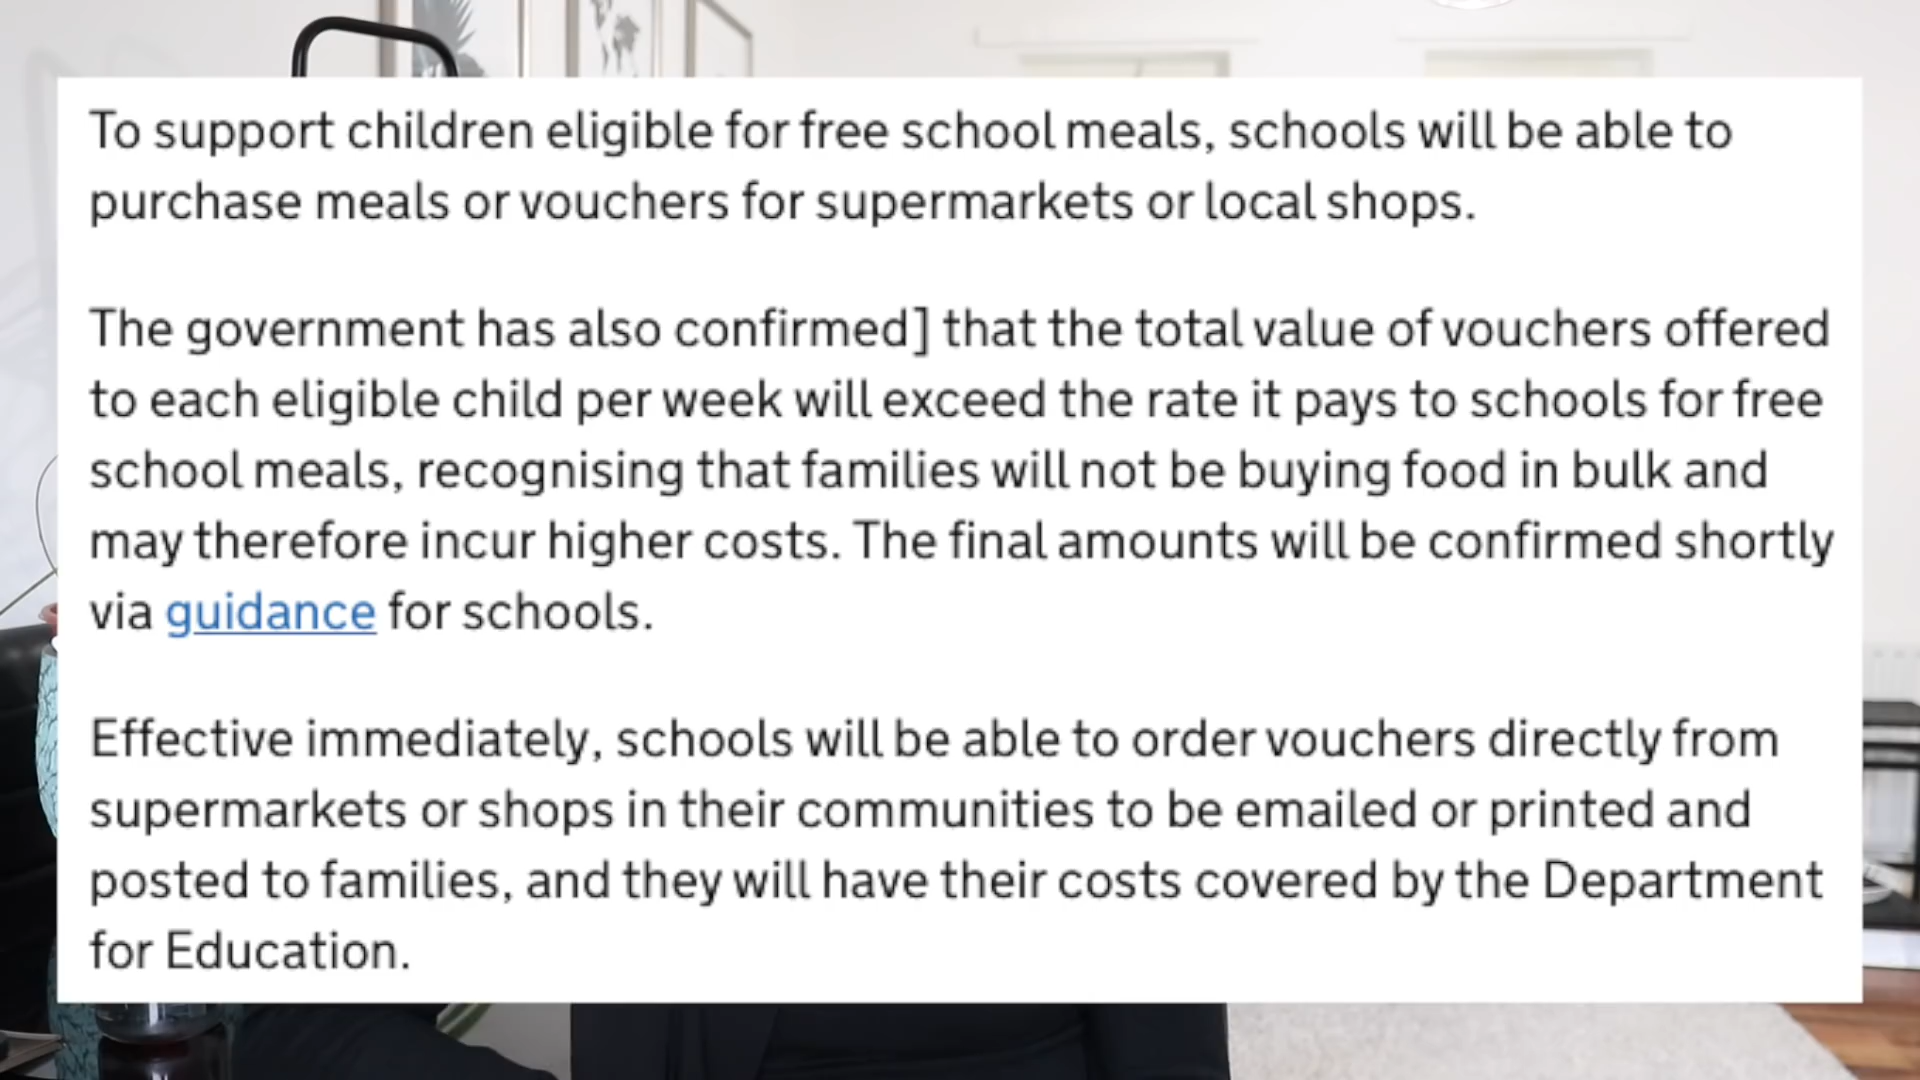 To support children eligible for free school meals, schools will be able to
purchase meals or vouchers for supermarkets or local shops.
The government has also confirmed] that the total value of vouchers offered
to each eligible child per week will exceed the rate it pays to schools for free
school meals, recognising that families will not be buying food in bulk and
may therefore incur higher costs. The final amounts will be confirmed shortly
via guidance for schools.
Effective immediately, schools will be able to order vouchers directly from
supermarkets or shops in their communities to be emailed or printed and
posted to families, and they will have their costs covered by the Department
for Education.